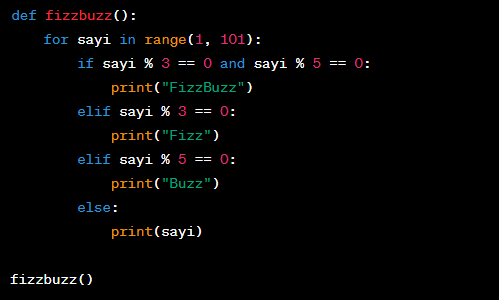 def fizzbuzz():
    for sayi in range(1, 101):
        if sayi % 3 == 0 and sayi % 5 == 0:
            print("FizzBuzz")
        elif sayi % 3 == 0:
            print("Fizz")
        elif sayi % 5 == 0:
            print("Buzz")
        else:
            print(sayi)

fizzbuzz()